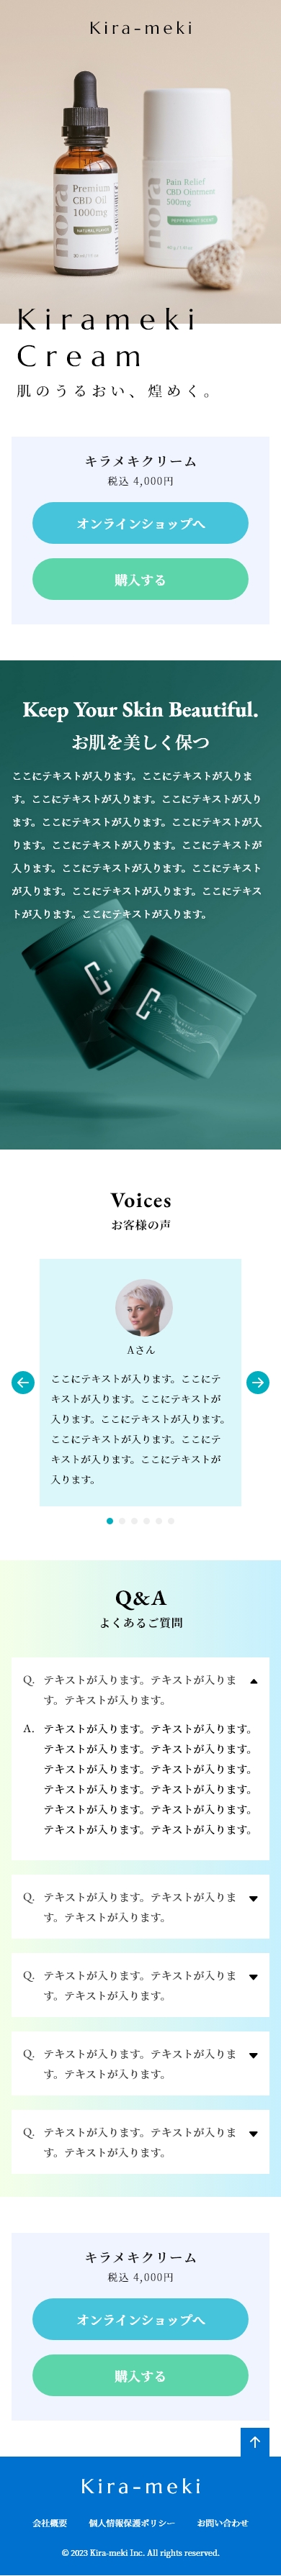 Kira-meki
nora
Premium
CBD Oil
1000mg
NATURAL FLAVOR
nora
Pain Relief
CBD Ointment
500mg
PEPPERMINT SCENT
Kirameki
Cream
肌のうるおい、煌めく。
キラメキクリーム
税込 4,000円
オンラインショップへ
購入する
Keep Your Skin Beautiful.
お肌を美しく保つ
ここにテキストが入ります。ここにテキストが入りま
す。ここにテキストが入ります。ここにテキストが入り
ます。ここにテキストが入ります。ここにテキストが入
ります。ここにテキストが入ります。ここにテキストが
入ります。ここにテキストが入ります。ここにテキスト
が入ります。ここにテキストが入ります。ここにテキス
トが入ります。ここにテキストが入ります。
Voices
お客様の声
Aさん
ここにテキストが入ります。ここにテ
キストが入ります。ここにテキストが
入ります。ここにテキストが入ります。
ここにテキストが入ります。ここにテ
キストが入ります。ここにテキストが
入ります。
Q&A
よくあるご質問
Q. テキストが入ります。テキストが入りま
す。テキストが入ります。
A. テキストが入ります。テキストが入ります。
テキストが入ります。テキストが入ります。
テキストが入ります。テキストが入ります。
テキストが入ります。テキストが入ります。
テキストが入ります。テキストが入ります。
テキストが入ります。テキストが入ります。
Q. テキストが入ります。テキストが入りま
す。テキストが入ります。
Q. テキストが入ります。テキストが入りま
す。テキストが入ります。
Q. テキストが入ります。テキストが入りま
す。テキストが入ります。
Q. テキストが入ります。テキストが入りま
す。テキストが入ります。
キラメキクリーム
税込 4,000円
オンラインショップへ
購入する
Kira-meki
会社概要 個人情報保護ポリシー お問い合わせ
© 2023 Kira-meki Inc. All rights reserved.